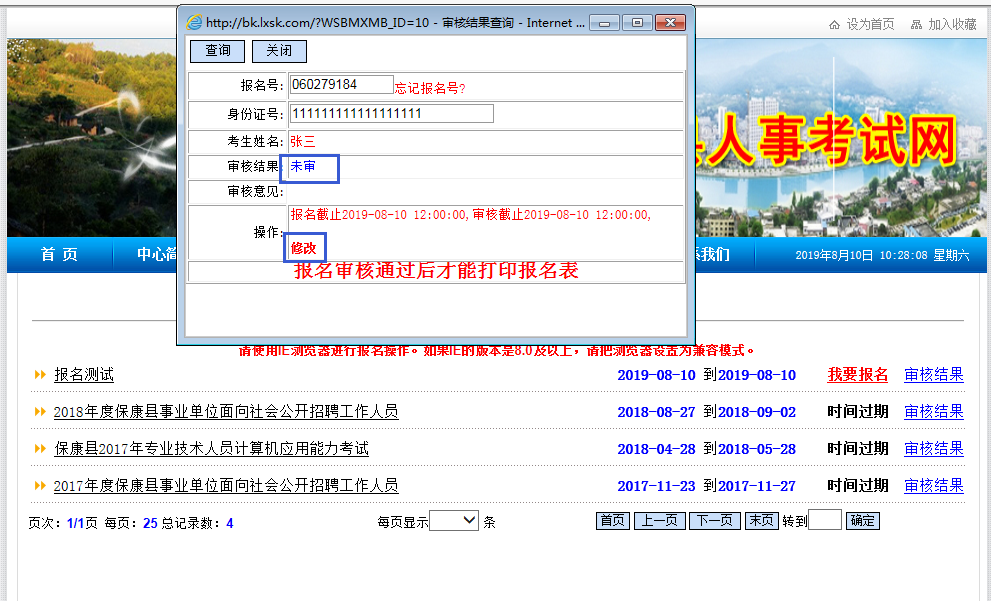 http://bk.lxsk.com/?WSBMXMB_ID=10 - 审核结果查询 - Internet ...
设为首页 加入收藏
查询 关闭
报名号: 060279184 忘记报名号?
身份证号: 111111111111111111
考生姓名: 张三
审核结果: 未审
审核意见:
报名截止2019-08-10 12:00:00,审核截止2019-08-10 12:00:00,
操作:
修改
报名审核通过后才能打印报名表
人事考试网
首 页 中心简 我们 2019年8月10日 10:28:08 星期六
请使用IE浏览器进行报名操作。如果IE的版本是8.0及以上，请把浏览器设置为兼容模式。
报名测试 2019-08-10 到2019-08-10 我要报名 审核结果
2018年度保康县事业单位面向社会公开招聘工作人员 2018-08-27 到2018-09-02 时间过期 审核结果
保康县2017年专业技术人员计算机应用能力考试 2018-04-28 到2018-05-28 时间过期 审核结果
2017年度保康县事业单位面向社会公开招聘工作人员 2017-11-23 到2017-11-27 时间过期 审核结果
页次：1/1页 每页：25 总记录数：4 每页显示 条 首页 上一页 下一页 末页 转到 确定